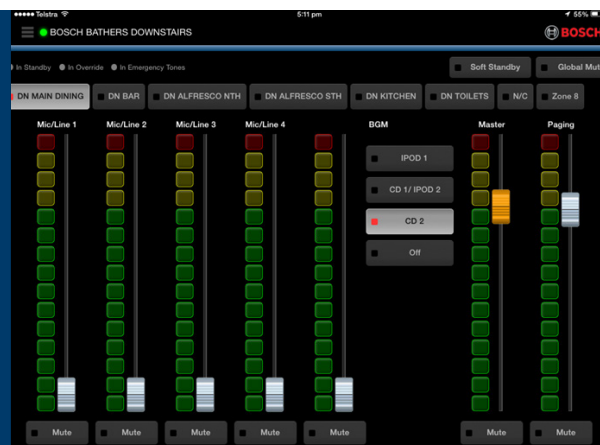 Telstra 5:11 pm 55%
BOSCH BATHERS DOWNSTAIRS BOSCH
In Standby In Override In Emergency Tones Soft Standby Global Mut
DN MAIN DINING DN BAR DN ALFRESCO NTH DN ALFRESCO STH DN KITCHEN DN TOILETS N/C Zone 8
Mic/Line 1 Mic/Line 2 Mic/Line 3 Mic/Line 4 BGM Master Paging
IPOD 1
CD 1/ IPOD 2
CD 2
Off
Mute Mute Mute Mute Mute Mute Mute